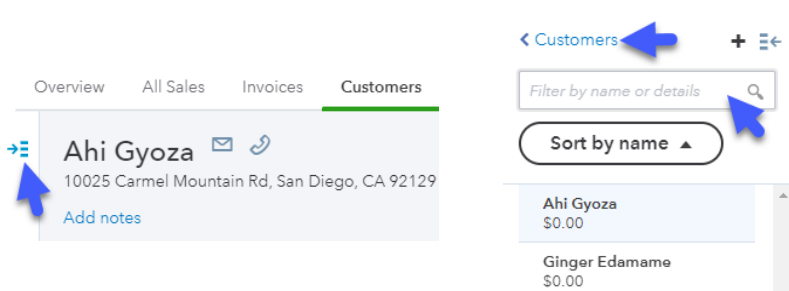 Overview All Sales Invoices Customers
Ahi Gyoza
10025 Carmel Mountain Rd, San Diego, CA 92129
Add notes
Customers
Filter by name or details
Sort by name
Ahi Gyoza
$0.00
Ginger Edamame
$0.00